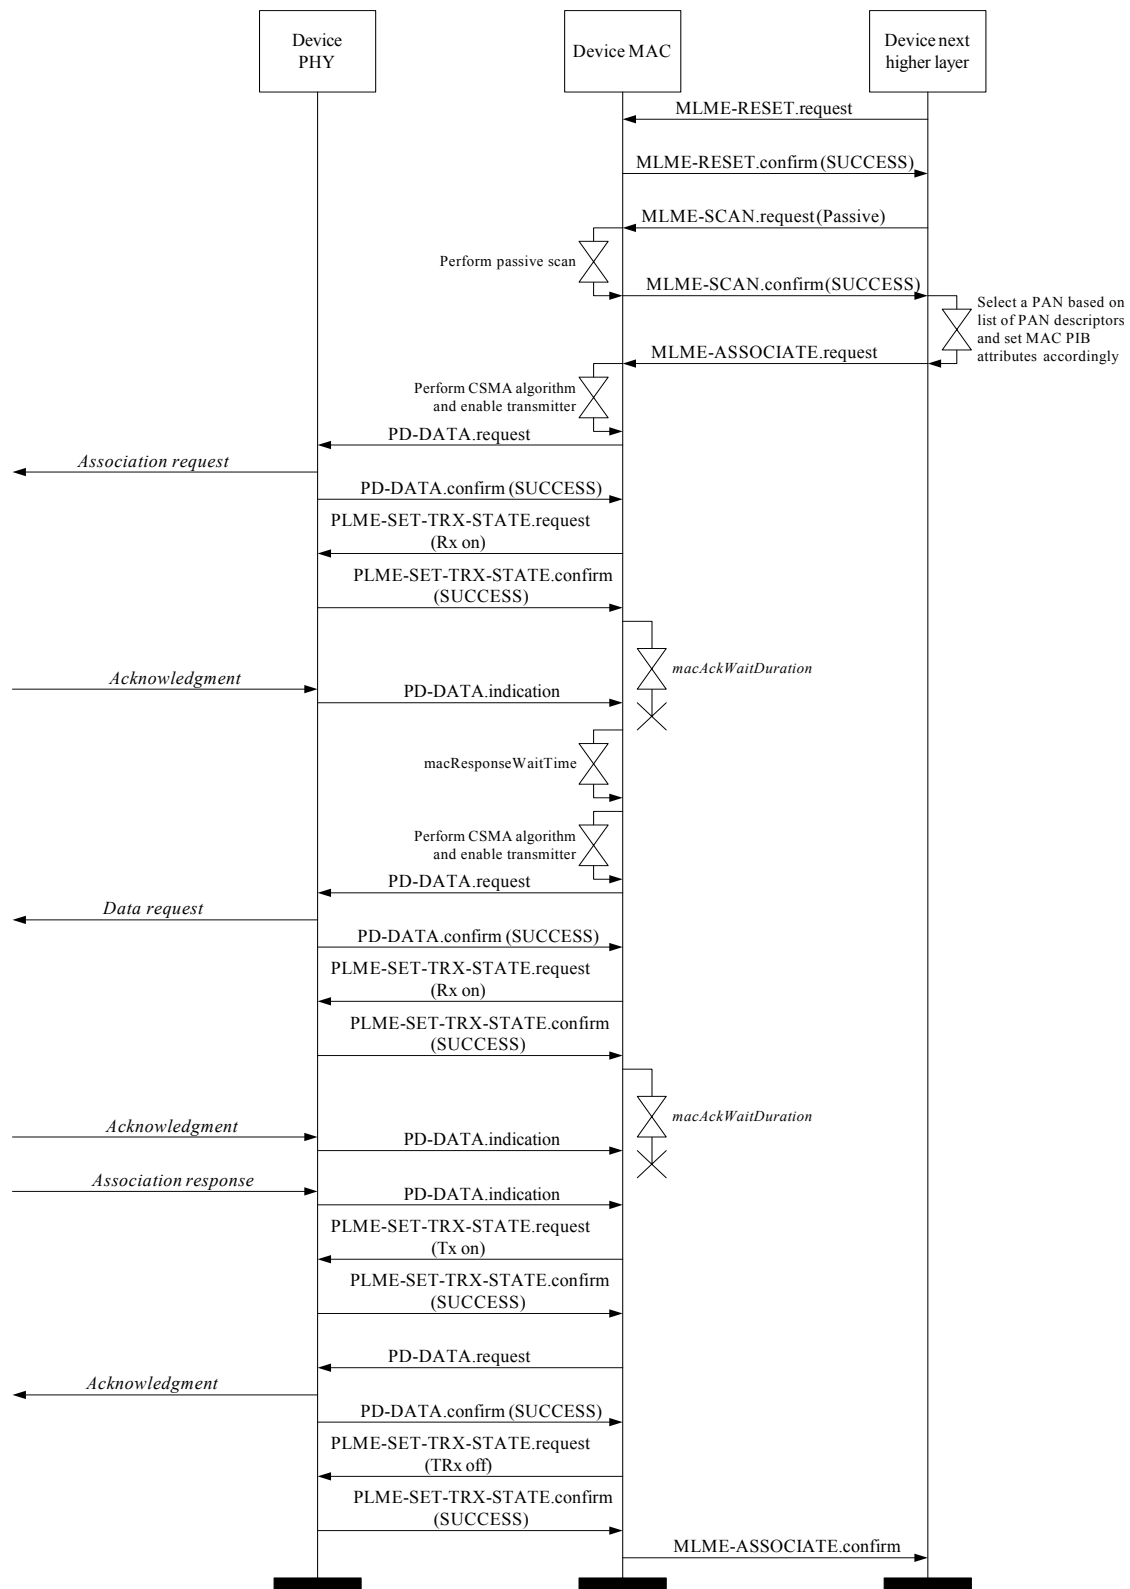 Device
PHY
Device MAC
Device next
higher layer
MLME-RESET.request
MLME-RESET.confirm (SUCCESS)
MLME-SCAN.request (Passive)
Perform passive scan
MLME-SCAN.confirm (SUCCESS)
Select a PAN based on
list of PAN descriptors
and set MAC PIB
attributes accordingly
MLME-ASSOCIATE.request
Perform CSMA algorithm
and enable transmitter
PD-DATA.request
Association request
PD-DATA.confirm (SUCCESS)
PLME-SET-TRX-STATE.request
(Rx on)
PLME-SET-TRX-STATE.confirm
(SUCCESS)
macAckWaitDuration
Acknowledgment
PD-DATA.indication
macResponseWaitTime
Perform CSMA algorithm
and enable transmitter
PD-DATA.request
Data request
PD-DATA.confirm (SUCCESS)
PLME-SET-TRX-STATE.request
(Rx on)
PLME-SET-TRX-STATE.confirm
(SUCCESS)
macAckWaitDuration
Acknowledgment
PD-DATA.indication
Association response
PD-DATA.indication
PLME-SET-TRX-STATE.request
(Tx on)
PLME-SET-TRX-STATE.confirm
(SUCCESS)
PD-DATA.request
Acknowledgment
PD-DATA.confirm (SUCCESS)
PLME-SET-TRX-STATE.request
(TRx off)
PLME-SET-TRX-STATE.confirm
(SUCCESS)
MLME-ASSOCIATE.confirm